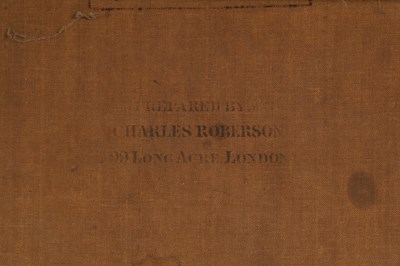 PREPARED BY
CHARLES ROBERSON
99 LONG ACRE LONDON